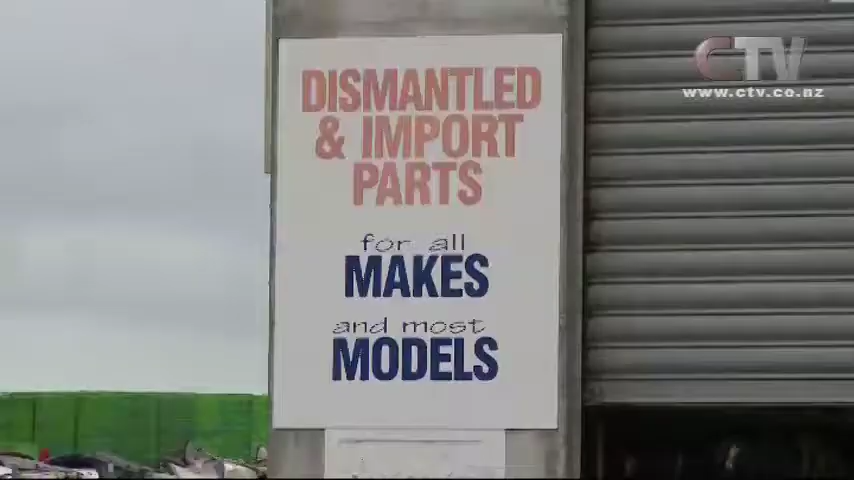 CTV
www.ctv.co.nz
DISMANTLED
& IMPORT
PARTS
for all
MAKES
and most
MODELS